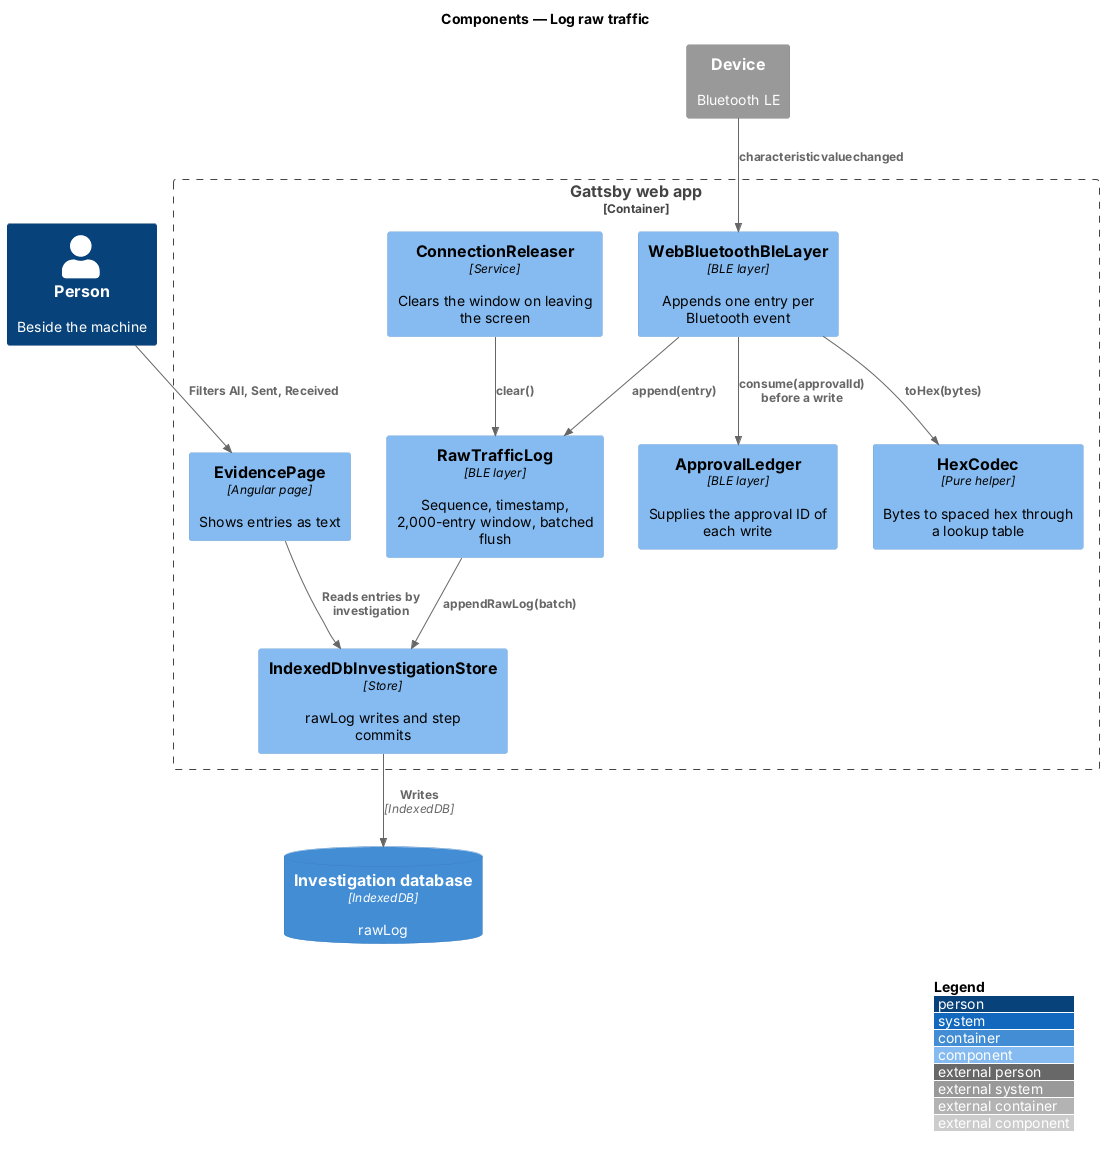 Components — Log raw traffic
Device
Bluetooth LE
characteristicvaluechanged
Gattsby web app
[Container]
Person
Beside the machine
ConnectionReleaser
[Service]
Clears the window on leaving
the screen
WebBluetoothBleLayer
[BLE layer]
Appends one entry per
Bluetooth event
Filters All, Sent, Received
clear()
append(entry)
consume(approvalId)
before a write
toHex(bytes)
EvidencePage
[Angular page]
Shows entries as text
RawTrafficLog
[BLE layer]
Sequence, timestamp,
2,000-entry window, batched
flush
ApprovalLedger
[BLE layer]
Supplies the approval ID of
each write
HexCodec
[Pure helper]
Bytes to spaced hex through
a lookup table
Reads entries by
investigation
appendRawLog(batch)
IndexedDbInvestigationStore
[Store]
rawLog writes and step
commits
Writes
[IndexedDB]
Investigation database
[IndexedDB]
rawLog
Legend
person
system
container
component
external person
external system
external container
external component